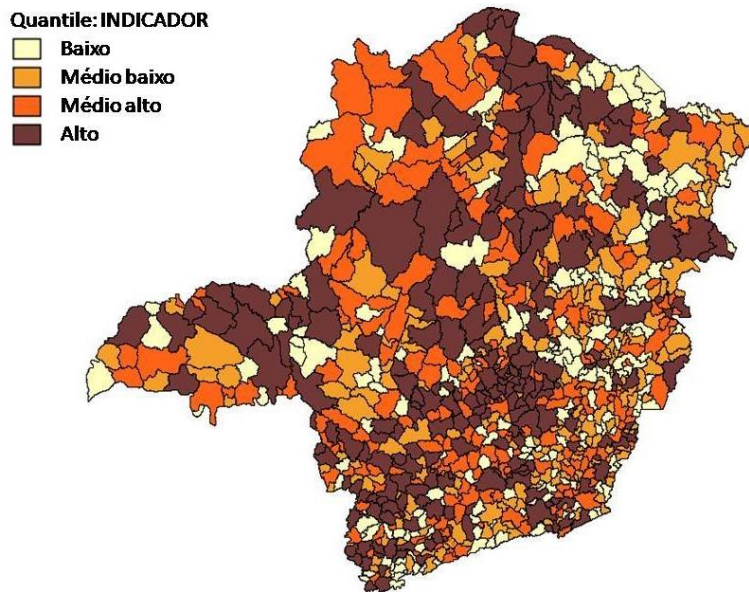 Quantile: INDICADOR
Baixo
Médio baixo
Médio alto
Alto